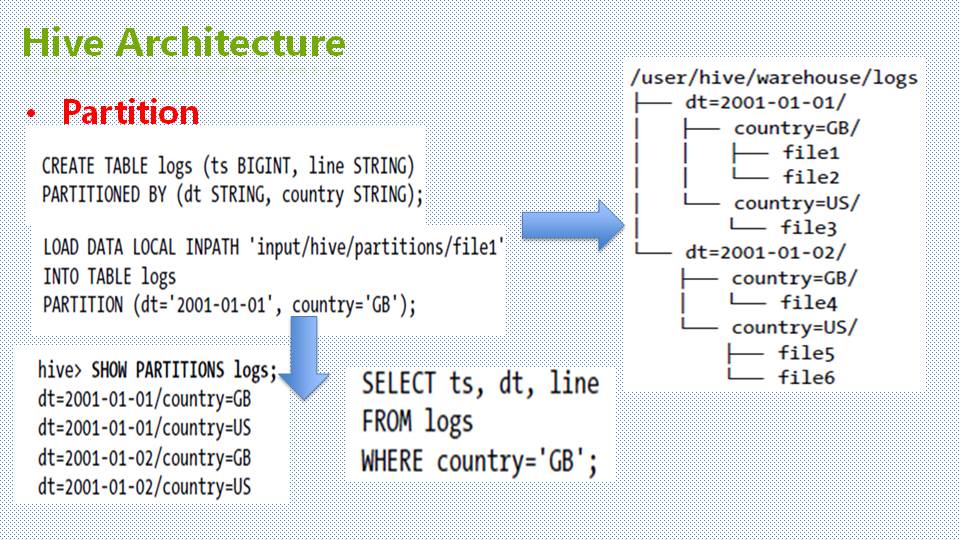 Hive Architecture
• Partition
CREATE TABLE logs (ts BIGINT, line STRING)
PARTITIONED BY (dt STRING, country STRING);
LOAD DATA LOCAL INPATH 'input/hive/partitions/file1'
INTO TABLE logs
PARTITION (dt='2001-01-01', country='GB');
hive> SHOW PARTITIONS logs;
dt=2001-01-01/country=GB
dt=2001-01-01/country=US
dt=2001-01-02/country=GB
dt=2001-01-02/country=US
SELECT ts, dt, line
FROM logs
WHERE country='GB';
/user/hive/warehouse/logs
├── dt=2001-01-01/
│   ├── country=GB/
│   │   ├── file1
│   │   └── file2
│   └── country=US/
│       └── file3
└── dt=2001-01-02/
    ├── country=GB/
    │   └── file4
    └── country=US/
        ├── file5
        └── file6